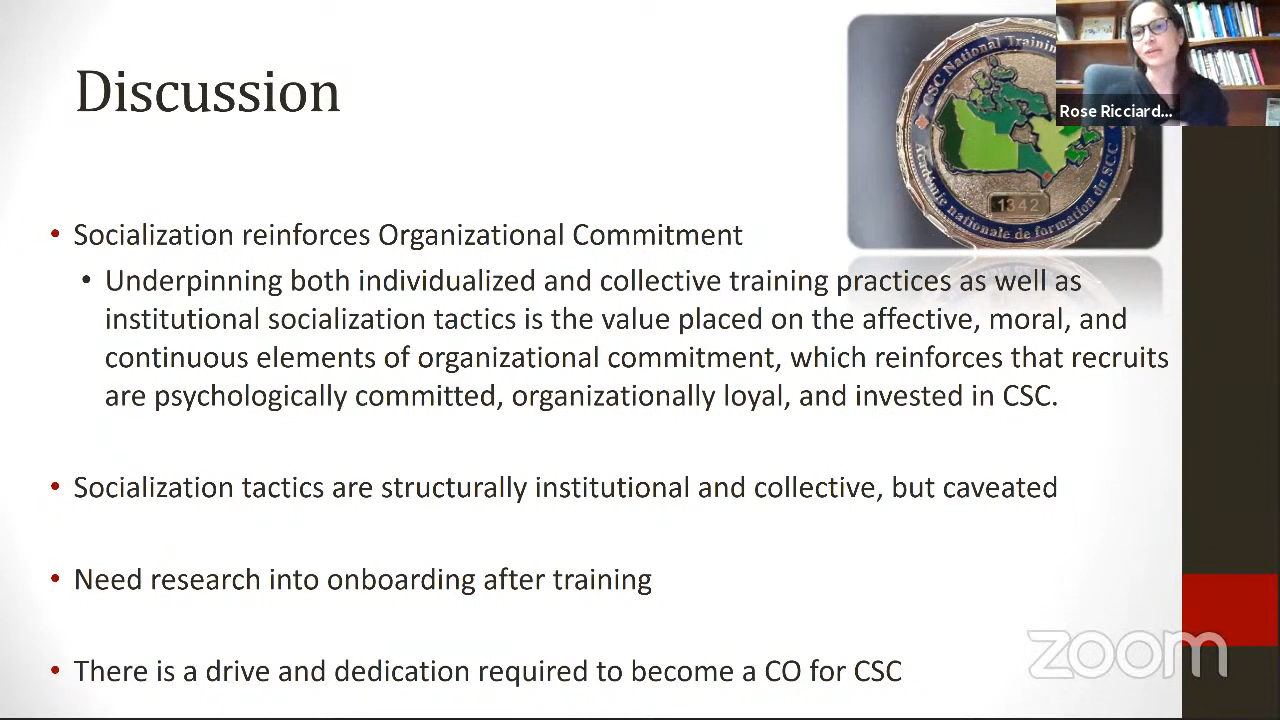 Discussion
CSC National Training
Académie nationale de formation du SCC
1342
Rose Ricciard...
• Socialization reinforces Organizational Commitment
• Underpinning both individualized and collective training practices as well as
institutional socialization tactics is the value placed on the affective, moral, and
continuous elements of organizational commitment, which reinforces that recruits
are psychologically committed, organizationally loyal, and invested in CSC.
• Socialization tactics are structurally institutional and collective, but caveated
• Need research into onboarding after training
• There is a drive and dedication required to become a CO for CSC
zoom